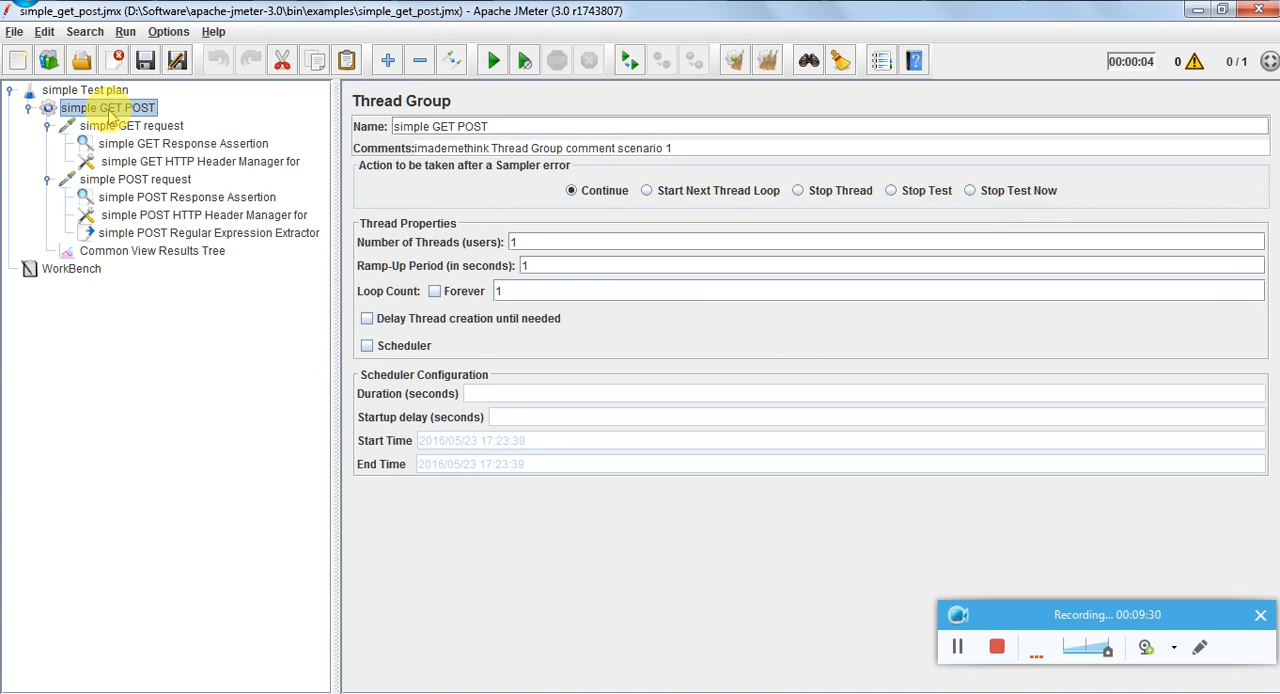 simple_get_post.jmx (D:\Software\apache-jmeter-3.0\bin\examples\simple_get_post.jmx) - Apache JMeter (3.0 r1743807)
File Edit Search Run Options Help
00:00:04 0 0 / 1
simple Test plan
simple GET POST
simple GET request
simple GET Response Assertion
simple GET HTTP Header Manager for
simple POST request
simple POST Response Assertion
simple POST HTTP Header Manager for
simple POST Regular Expression Extractor
Common View Results Tree
WorkBench
Thread Group
Name: simple GET POST
Comments: imademethink Thread Group comment scenario 1
Action to be taken after a Sampler error
Continue Start Next Thread Loop Stop Thread Stop Test Stop Test Now
Thread Properties
Number of Threads (users): 1
Ramp-Up Period (in seconds): 1
Loop Count: Forever 1
Delay Thread creation until needed
Scheduler
Scheduler Configuration
Duration (seconds)
Startup delay (seconds)
Start Time 2016/05/23 17:23:39
End Time 2016/05/23 17:23:39
Recording... 00:09:30